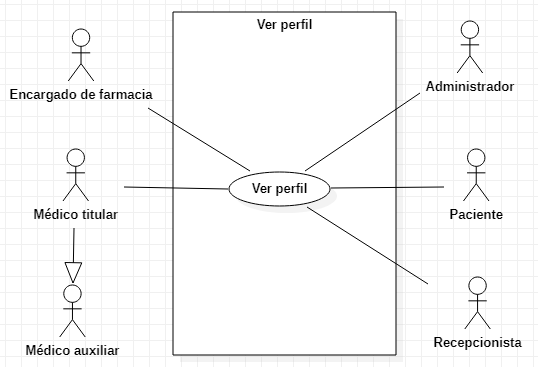 Ver perfil
Encargado de farmacia
Administrador
Ver perfil
Médico titular
Paciente
Médico auxiliar
Recepcionista